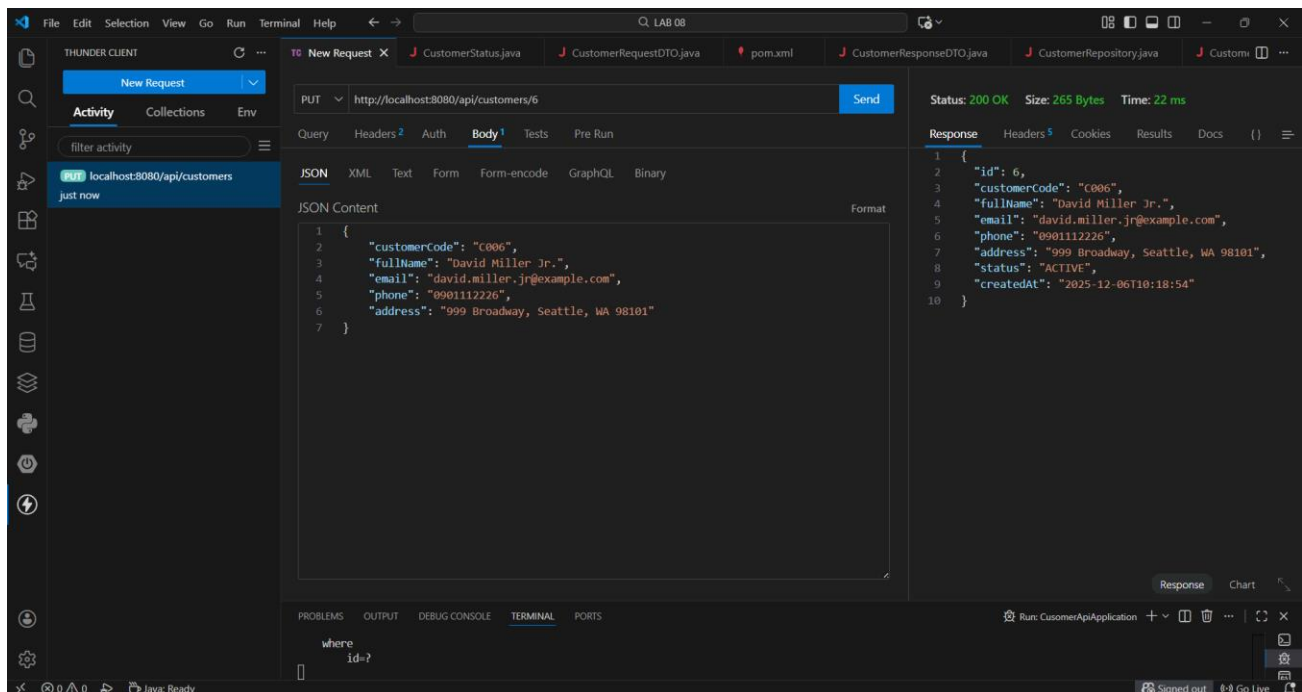 File Edit Selection View Go Run Terminal Help
LAB 08
THUNDER CLIENT
New Request
Activity Collections Env
filter activity
PUT localhost:8080/api/customers
just now
TC New Request
J CustomerStatus.java
J CustomerRequestDTO.java
pom.xml
J CustomerResponseDTO.java
J CustomerRepository.java
J Custom
PUT http://localhost:8080/api/customers/6 Send
Query Headers 2 Auth Body 1 Tests Pre Run
JSON XML Text Form Form-encode GraphQL Binary
JSON Content Format
1 {
2 "customerCode": "C006",
3 "fullName": "David Miller Jr.",
4 "email": "david.miller.jr@example.com",
5 "phone": "0901112226",
6 "address": "999 Broadway, Seattle, WA 98101"
7 }
Status: 200 OK Size: 265 Bytes Time: 22 ms
Response Headers 5 Cookies Results Docs { }
1 {
2 "id": 6,
3 "customerCode": "C006",
4 "fullName": "David Miller Jr.",
5 "email": "david.miller.jr@example.com",
6 "phone": "0901112226",
7 "address": "999 Broadway, Seattle, WA 98101",
8 "status": "ACTIVE",
9 "createdAt": "2025-12-06T10:18:54"
10 }
Response Chart
PROBLEMS OUTPUT DEBUG CONSOLE TERMINAL PORTS
Run: CusomerApiApplication
where
id=?
0 0 Java: Ready
Signed out Go Live